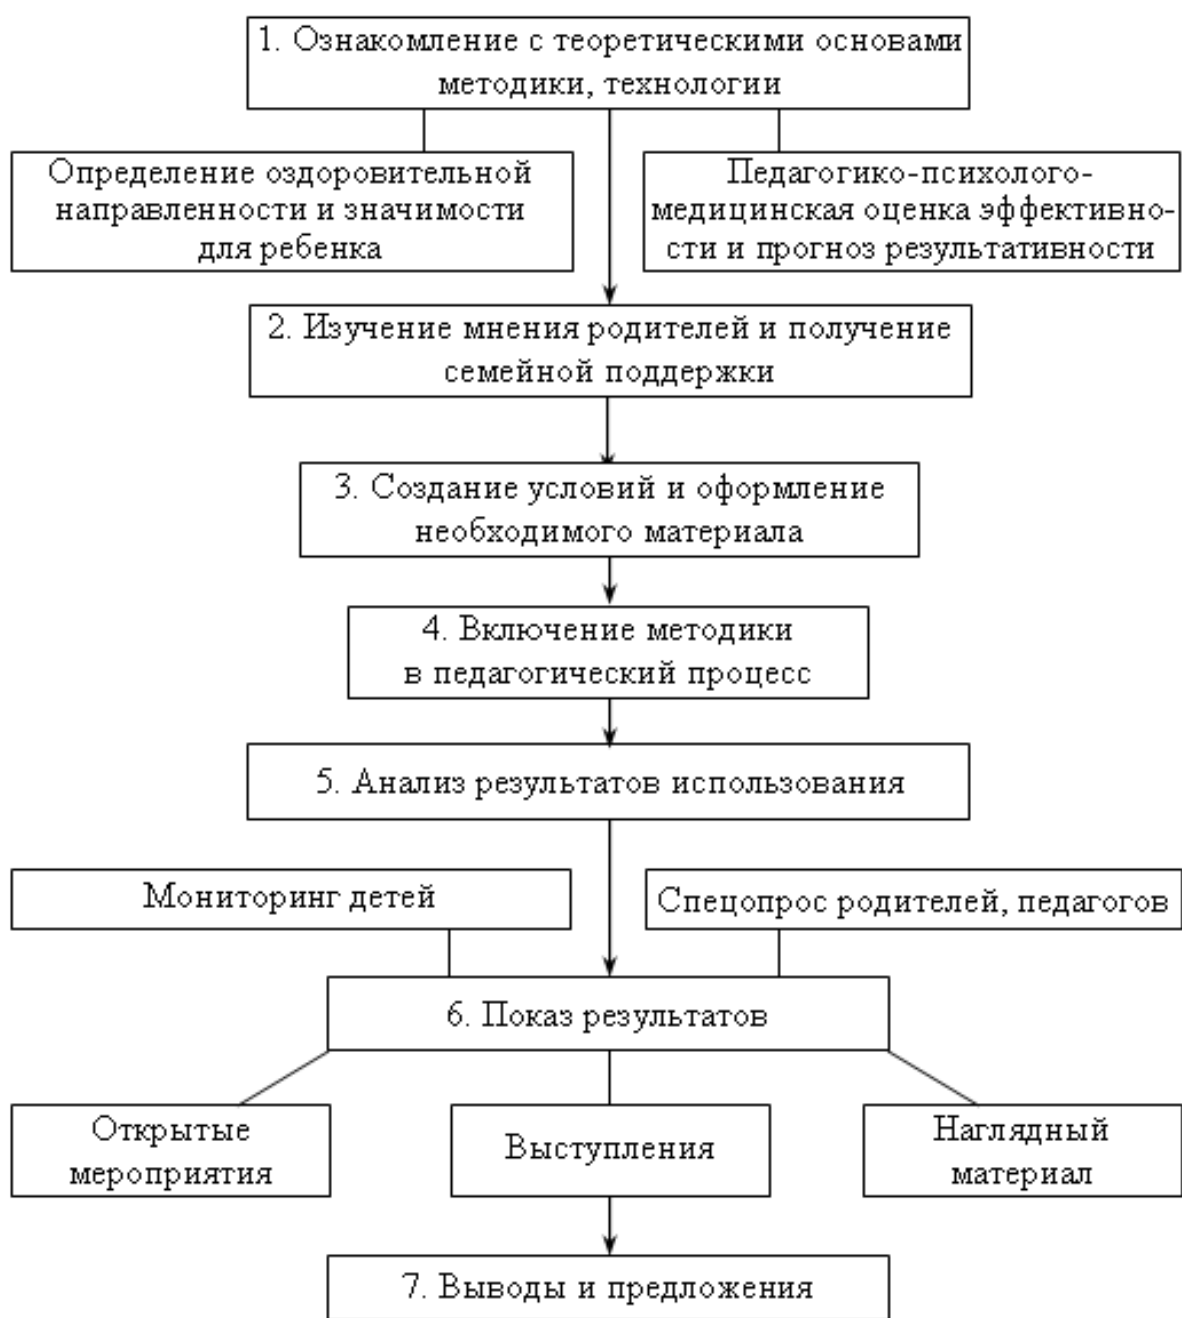 1. Ознакомление с теоретическими основами
методики, технологии
Определение оздоровительной
направленности и значимости
для ребенка
Педагогико-психолого-
медицинская оценка эффективно-
сти и прогноз результативности
2. Изучение мнения родителей и получение
семейной поддержки
3. Создание условий и оформление
необходимого материала
4. Включение методики
в педагогический процесс
5. Анализ результатов использования
Мониторинг детей
Спецопрос родителей, педагогов
6. Показ результатов
Открытые
мероприятия
Выступления
Наглядный
материал
7. Выводы и предложения